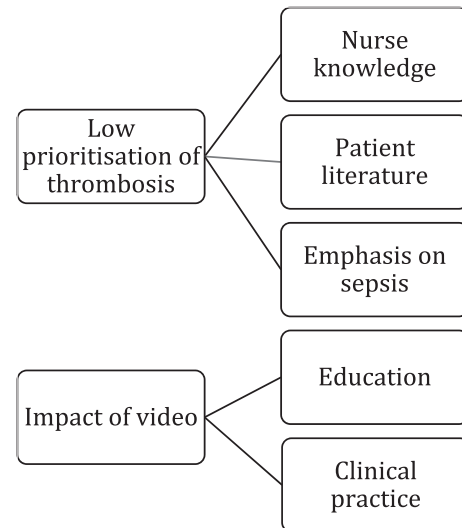 Low
prioritisation of
thrombosis
Nurse
knowledge
Patient
literature
Emphasis on
sepsis
Impact of video
Education
Clinical
practice